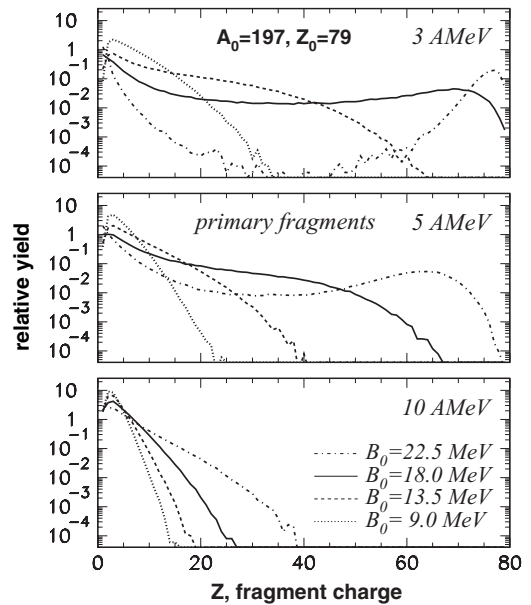 A0=197, Z0=79
3 AMeV
10
1
10-1
10-2
10-3
10-4
primary fragments
5 AMeV
10
1
10-1
10-2
10-3
10-4
relative yield
10 AMeV
10
1
10-1
10-2
10-3
10-4
B0=22.5 MeV
B0=18.0 MeV
B0=13.5 MeV
B0= 9.0 MeV
0 20 40 60 80
Z, fragment charge